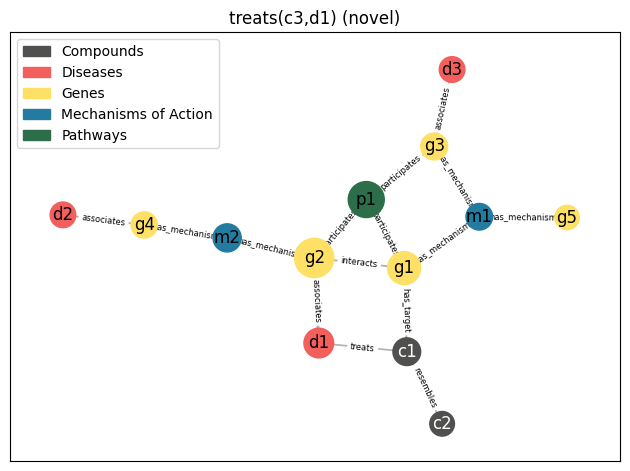 treats(c3,d1) (novel)
Compounds
Diseases
Genes
Mechanisms of Action
Pathways
d3
associates
g3
participates
has_mechanism
p1
d2
associates
g4
has_mechanism
m2
has_mechanism
participates
participates
m1
has_mechanism
g5
has_mechanism
g2
interacts
g1
associates
has_target
d1
treats
c1
resembles
c2